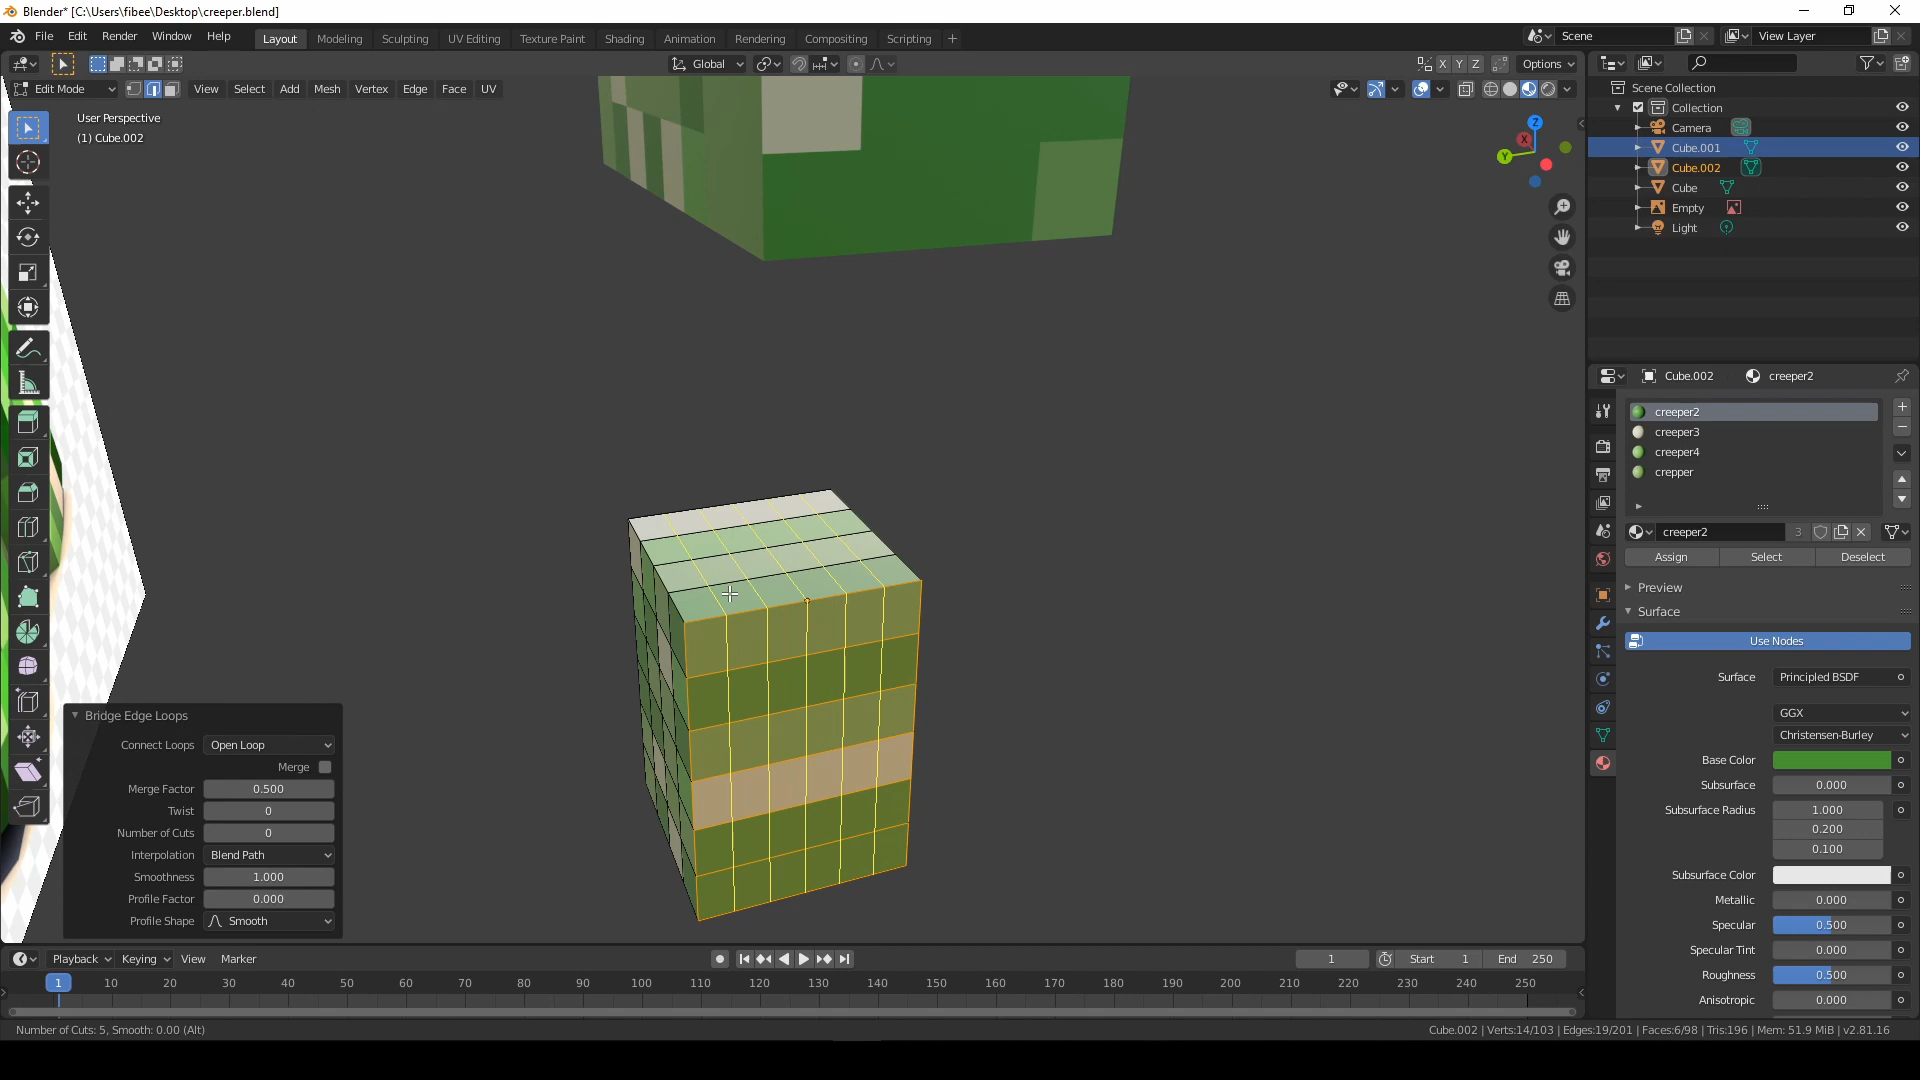 Blender* [C:\Users\fibee\Desktop\creeper.blend]
File Edit Render Window Help
Layout Modeling Sculpting UV Editing Texture Paint Shading Animation Rendering Compositing Scripting +
Scene
View Layer
Global
X Y Z
Options
Edit Mode
View Select Add Mesh Vertex Edge Face UV
User Perspective
(1) Cube.002
Z
X
Y
Scene Collection
Collection
Camera
Cube.001
Cube.002
Cube
Empty
Light
Cube.002
creeper2
creeper2
creeper3
creeper4
crepper
creeper2
3
Assign Select Deselect
Preview
Surface
Use Nodes
Surface Principled BSDF
GGX
Christensen-Burley
Base Color
Subsurface 0.000
Subsurface Radius 1.000
0.200
0.100
Subsurface Color
Metallic 0.000
Specular 0.500
Specular Tint 0.000
Roughness 0.500
Anisotropic 0.000
Bridge Edge Loops
Connect Loops Open Loop
Merge
Merge Factor 0.500
Twist 0
Number of Cuts 0
Interpolation Blend Path
Smoothness 1.000
Profile Factor 0.000
Profile Shape Smooth
Playback Keying View Marker
1
Start 1
End 250
1 10 20 30 40 50 60 70 80 90 100 110 120 130 140 150 160 170 180 190 200 210 220 230 240 250
Number of Cuts: 5, Smooth: 0.00 (Alt)
Cube.002 | Verts:14/103 | Edges:19/201 | Faces:6/98 | Tris:196 | Mem: 51.9 MiB | v2.81.16